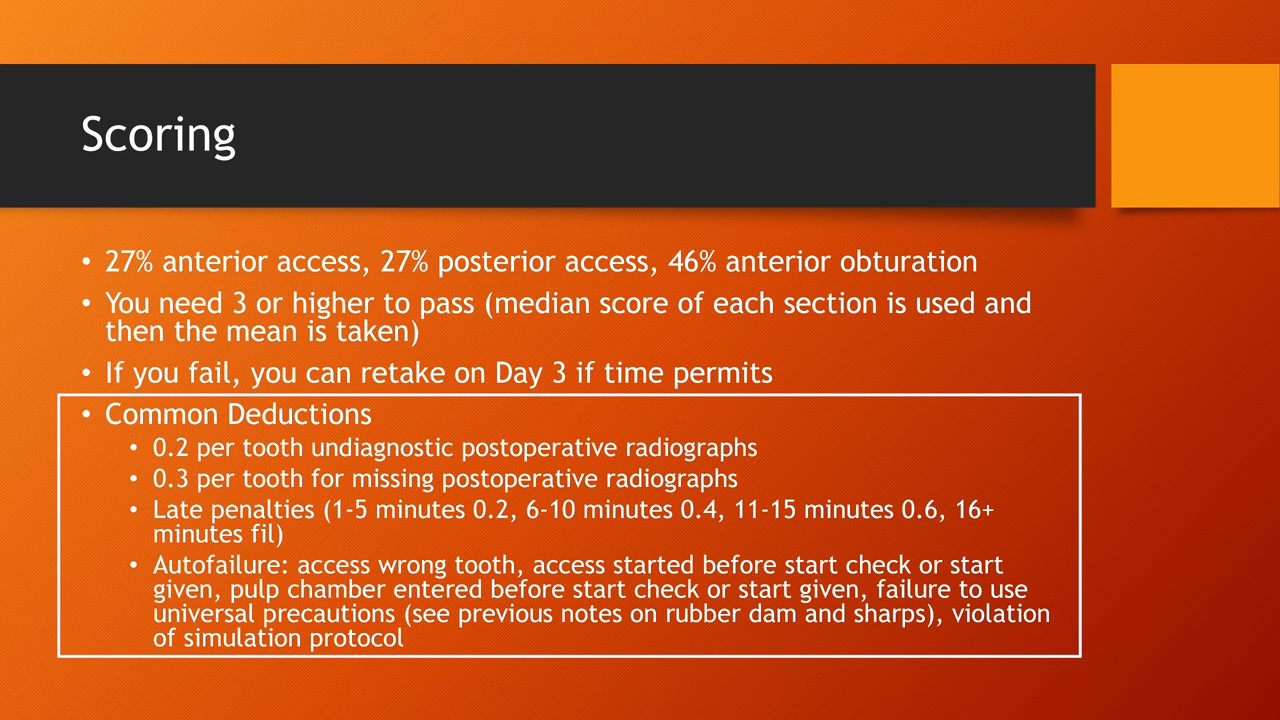 Scoring
• 27% anterior access, 27% posterior access, 46% anterior obturation
• You need 3 or higher to pass (median score of each section is used and
then the mean is taken)
• If you fail, you can retake on Day 3 if time permits
• Common Deductions
• 0.2 per tooth undiagnostic postoperative radiographs
• 0.3 per tooth for missing postoperative radiographs
• Late penalties (1-5 minutes 0.2, 6-10 minutes 0.4, 11-15 minutes 0.6, 16+
minutes fil)
• Autofailure: access wrong tooth, access started before start check or start
given, pulp chamber entered before start check or start given, failure to use
universal precautions (see previous notes on rubber dam and sharps), violation
of simulation protocol